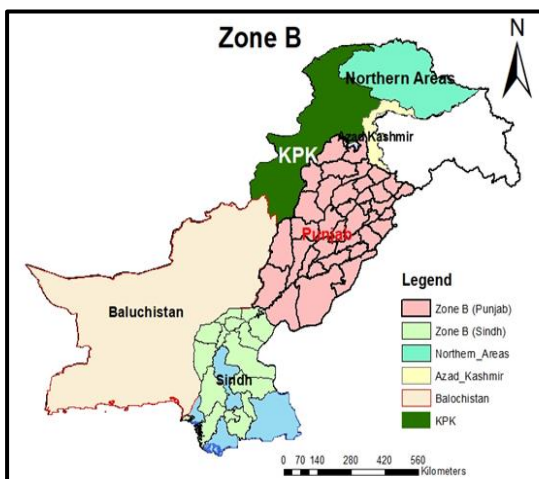 Zone B
N
Northern Areas
Azad Kashmir
KPK
Punjab
Baluchistan
Sindh
Legend
Zone B (Punjab)
Zone B (Sindh)
Northern_Areas
Azad_Kashmir
Balochistan
KPK
0 70 140 280 420 560
Kilometers